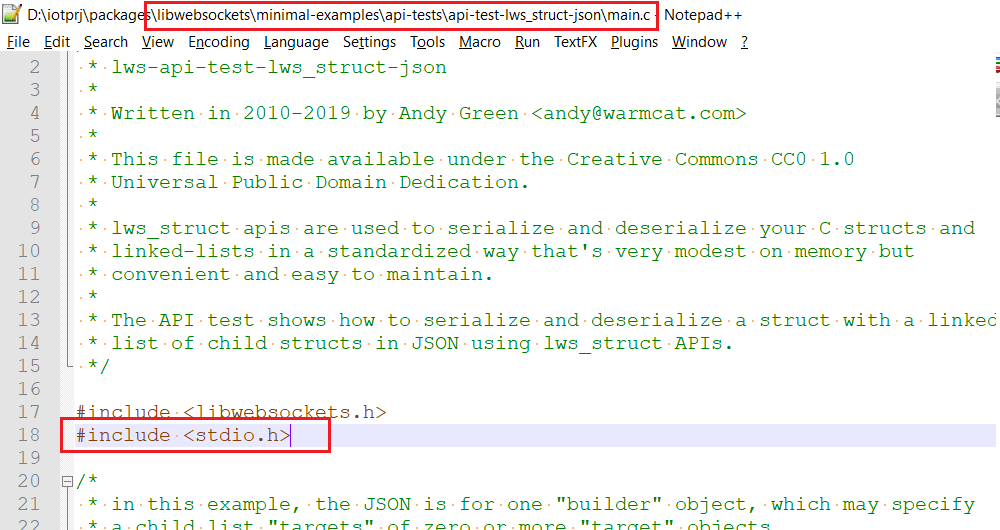 D:\iotprj\packages\libwebsockets\minimal-examples\api-tests\api-test-lws_struct-json\main.c - Notepad++
File Edit Search View Encoding Language Settings Tools Macro Run TextFX Plugins Window ?
2 * lws-api-test-lws_struct-json
3 *
4 * Written in 2010-2019 by Andy Green <andy@warmcat.com>
5 *
6 * This file is made available under the Creative Commons CC0 1.0
7 * Universal Public Domain Dedication.
8 *
9 * lws_struct apis are used to serialize and deserialize your C structs and
10 * linked-lists in a standardized way that's very modest on memory but
11 * convenient and easy to maintain.
12 *
13 * The API test shows how to serialize and deserialize a struct with a linked
14 * list of child structs in JSON using lws_struct APIs.
15 */
16
17 #include <libwebsockets.h>
18 #include <stdio.h>
19
20 /*
21 * in this example, the JSON is for one "builder" object, which may specify
22 * a child list "targets" of zero or more "target" objects